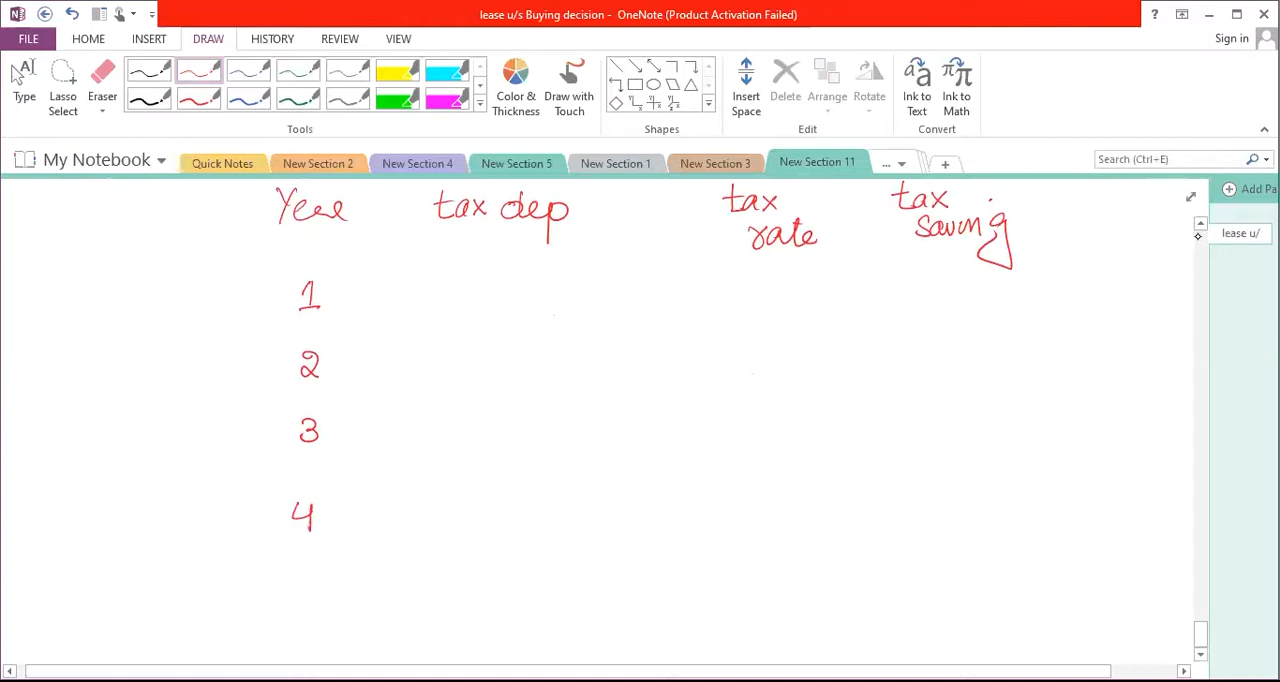 lease u/s Buying decision - OneNote (Product Activation Failed)
?
FILE HOME INSERT DRAW HISTORY REVIEW VIEW
Sign in
Type Lasso Select Eraser Color & Thickness Draw with Touch Insert Space Delete Arrange Rotate Ink to Text Ink to Math
Tools Shapes Edit Convert
My Notebook Quick Notes New Section 2 New Section 4 New Section 5 New Section 1 New Section 3 New Section 11 ... +
Search (Ctrl+E)
Add Pa
lease u/
Year tax dep tax rate tax saving
1
2
3
4